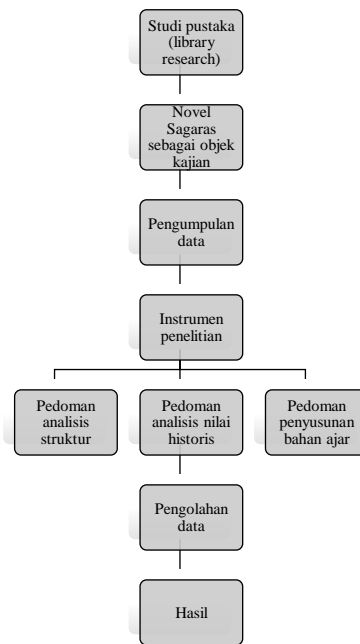 Studi pustaka
(library
research)
Novel
Sagaras
sebagai objek
kajian
Pengumpulan
data
Instrumen
penelitian
Pedoman
analisis
struktur
Pedoman
analisis nilai
historis
Pedoman
penyusunan
bahan ajar
Pengolahan
data
Hasil